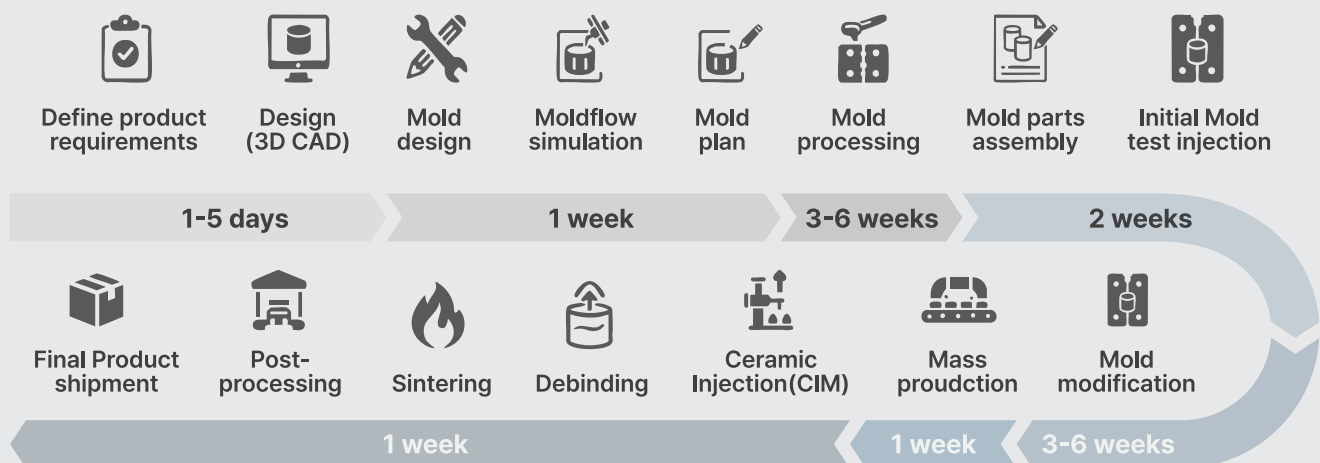 Define product
requirements
Design
(3D CAD)
Mold
design
Moldflow
simulation
Mold
plan
Mold
processing
Mold parts
assembly
Initial Mold
test injection
1-5 days
1 week
3-6 weeks
2 weeks
Final Product
shipment
Post-
processing
Sintering
Debinding
Ceramic
Injection(CIM)
Mass
proudction
Mold
modification
1 week
1 week
3-6 weeks